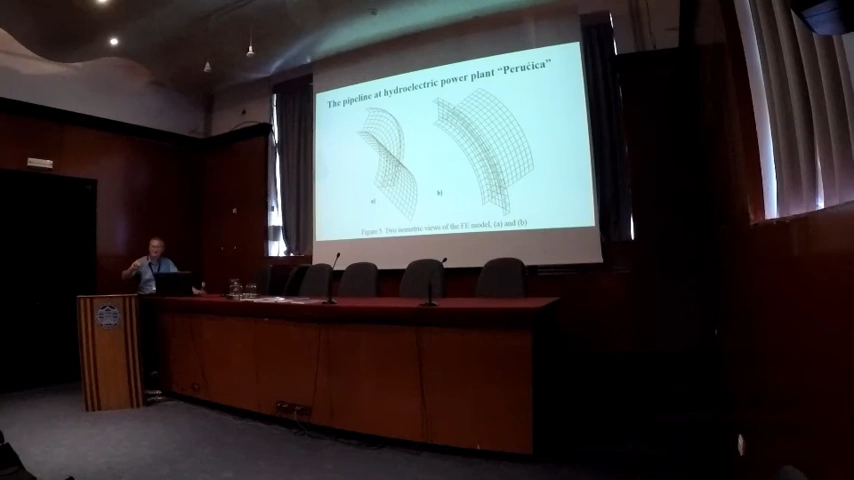 The pipeline at hydroelectric power plant “Perućica”
a)
b)
Figure 5. Two isometric views of the FE model, (a) and (b)